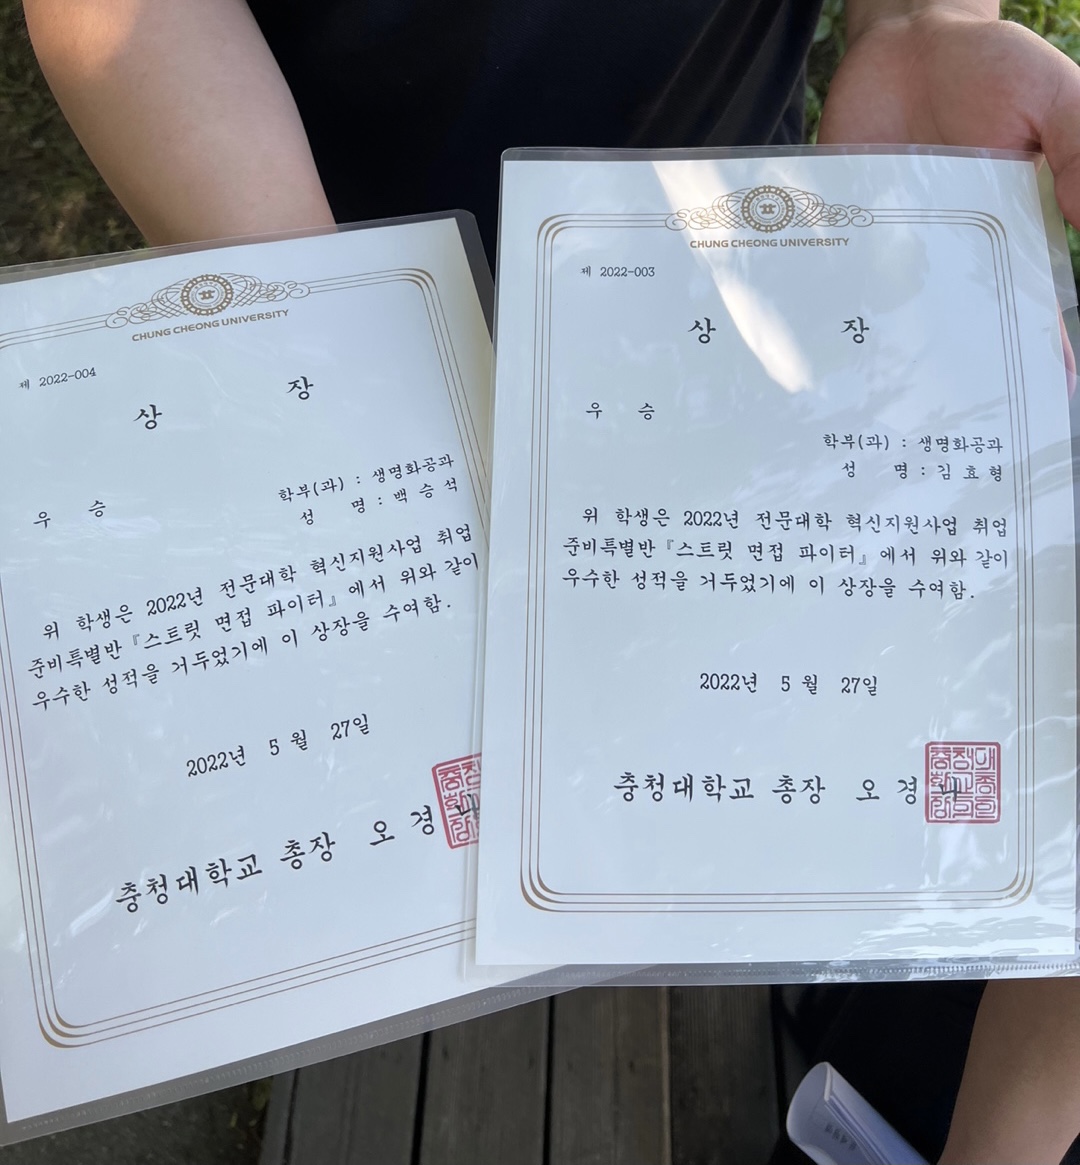 CHUNG CHEONG UNIVERSITY
제 2022-004
상 장
우 승
학부(과) : 생명화공과
성 명 : 백 승 석
위 학생은 2022년 전문대학 혁신지원사업 취업
준비특별반 『스트릿 면접 파이터』에서 위와 같이
우수한 성적을 거두었기에 이 상장을 수여함.
2022년 5 월 27일
충청대학교 총장 오 경
CHUNG CHEONG UNIVERSITY
제 2022-003
상 장
우 승
학부(과) : 생명화공과
성 명 : 김 효 형
위 학생은 2022년 전문대학 혁신지원사업 취업
준비특별반 『스트릿 면접 파이터』에서 위와 같이
우수한 성적을 거두었기에 이 상장을 수여함.
2022년 5 월 27일
충청대학교 총장 오 경 나